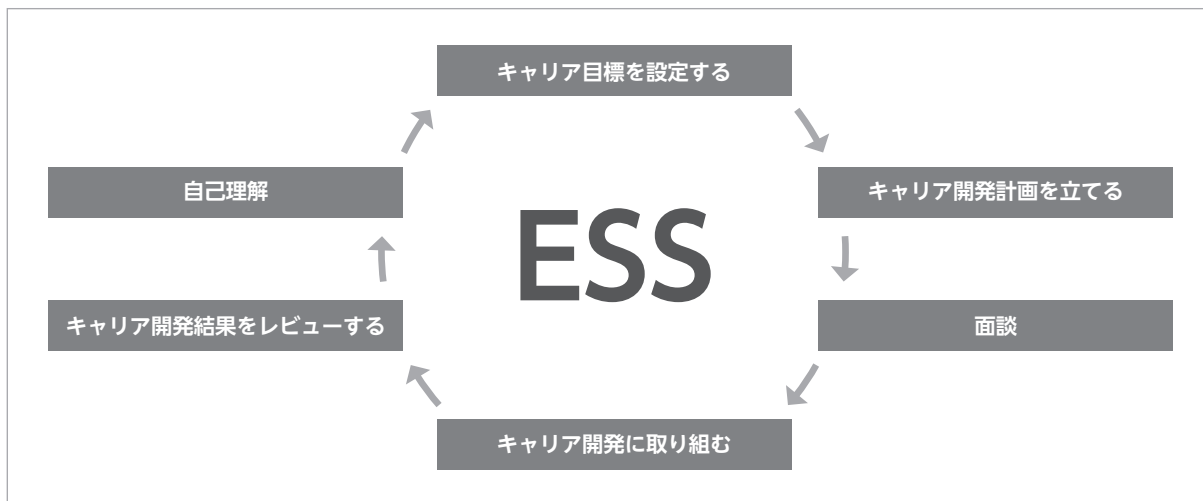 キャリア目標を設定する
自己理解
キャリア開発計画を立てる
ESS
キャリア開発結果をレビューする
面談
キャリア開発に取り組む